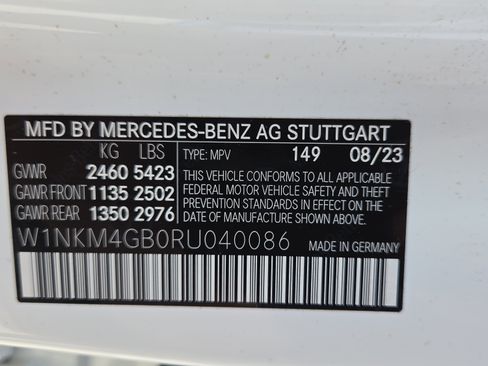 MFD BY MERCEDES-BENZ AG STUTTGART
KG LBS
GVWR 2460 5423
GAWR FRONT 1135 2502
GAWR REAR 1350 2976
TYPE: MPV 149 08/23
THIS VEHICLE CONFORMS TO ALL APPLICABLE
FEDERAL MOTOR VEHICLE SAFETY AND THEFT
PREVENTION STANDARDS IN EFFECT ON THE
DATE OF MANUFACTURE SHOWN ABOVE.
W1NKM4GB0RU040086
MADE IN GERMANY